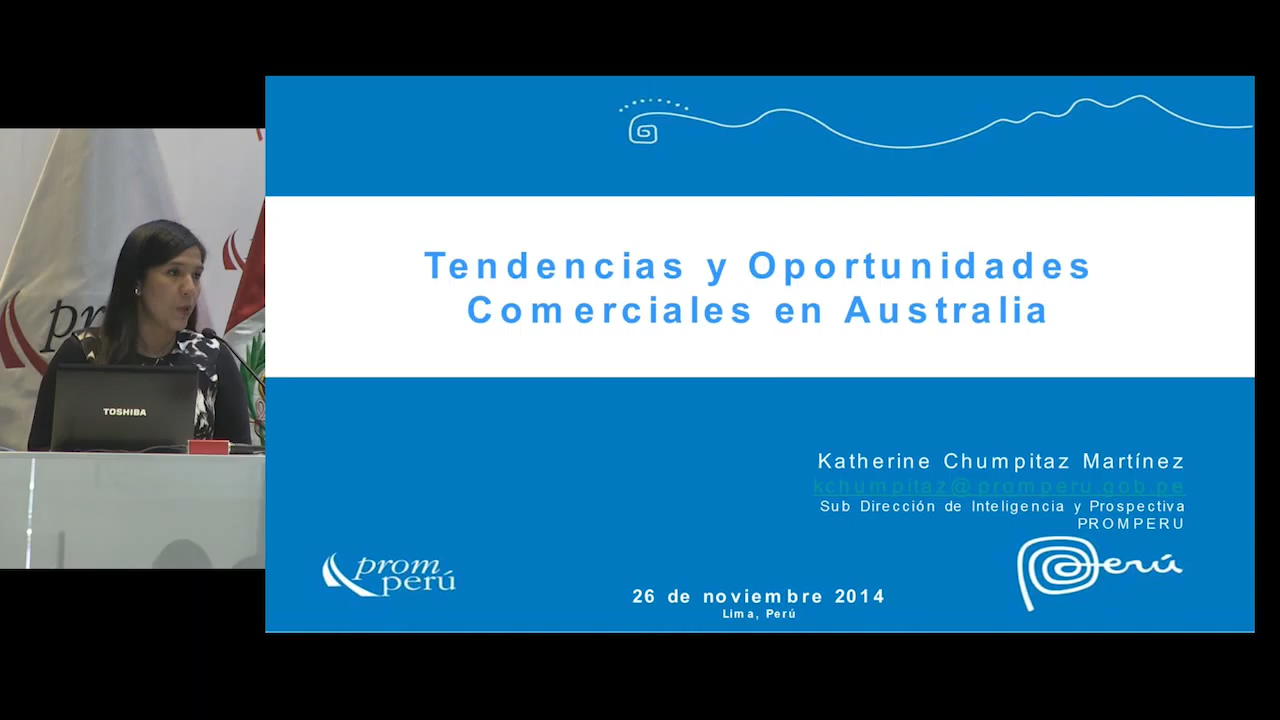 Tendencias y Oportunidades
Comerciales en Australia
Katherine Chumpitaz Martínez
kchumpitaz@promperu.gob.pe
Sub Dirección de Inteligencia y Prospectiva
PROMPERU
prom
perú
Perú
26 de noviembre 2014
Lima, Perú
pr
TOSHIBA